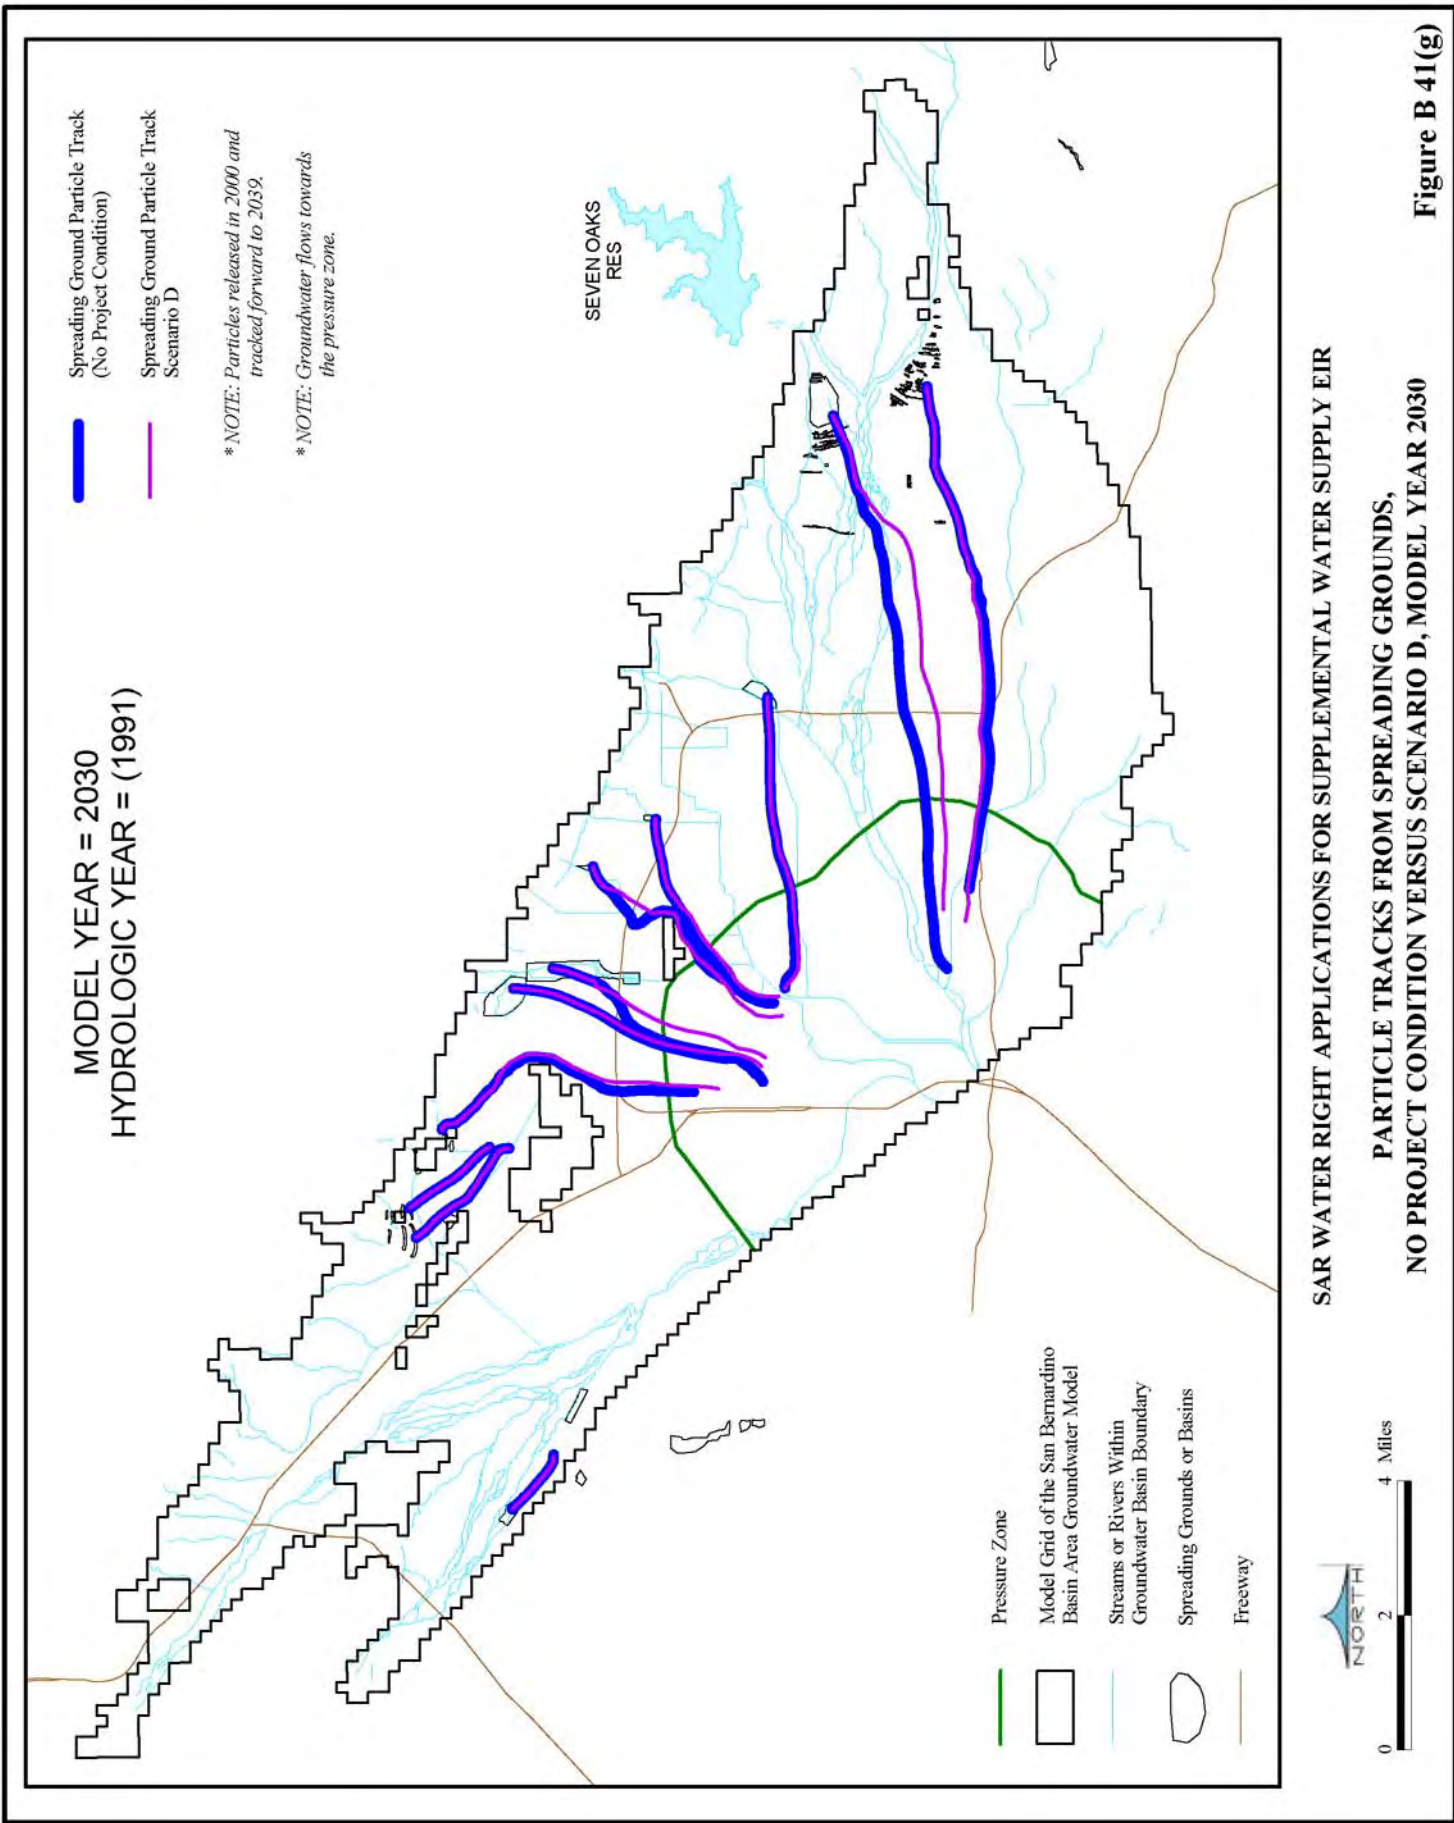 MODEL YEAR = 2030
HYDROLOGIC YEAR = (1991)
Spreading Ground Particle Track
(No Project Condition)
Spreading Ground Particle Track
Scenario D
* NOTE: Particles released in 2000 and
tracked forward to 2039.
* NOTE: Groundwater flows towards
the pressure zone.
SEVEN OAKS
RES
Pressure Zone
Model Grid of the San Bernardino
Basin Area Groundwater Model
Streams or Rivers Within
Groundwater Basin Boundary
Spreading Grounds or Basins
Freeway
NORTH
0 2 4 Miles
SAR WATER RIGHT APPLICATIONS FOR SUPPLEMENTAL WATER SUPPLY EIR
PARTICLE TRACKS FROM SPREADING GROUNDS,
NO PROJECT CONDITION VERSUS SCENARIO D, MODEL YEAR 2030
Figure B 41(g)